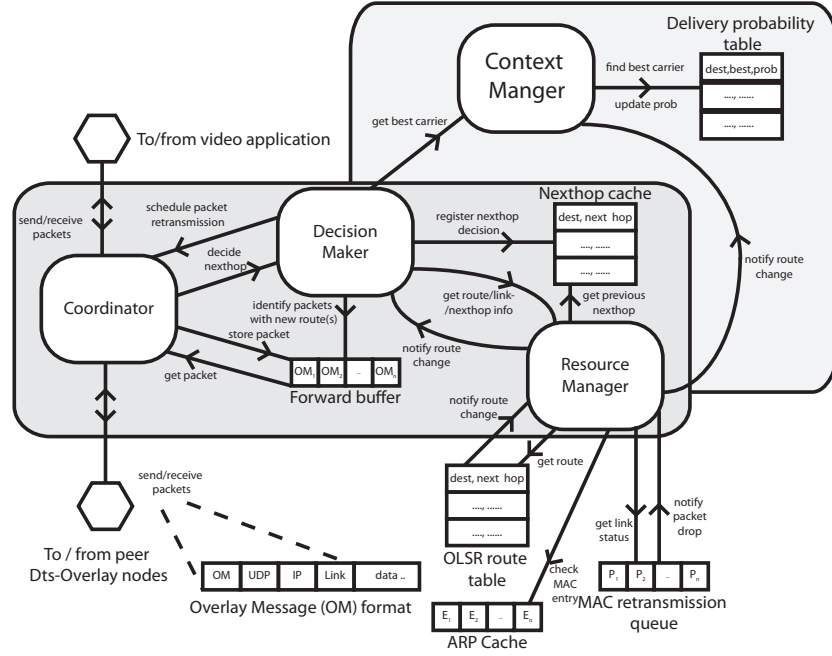 Delivery probability
table
Context
Manger
find best carrier
update prob
dest,best,prob
...., ......
...., ......
get best carrier
To/from video application
send/receive
packets
schedule packet
retransmission
decide
nexthop
Decision
Maker
register nexthop
decision
Nexthop cache
dest, next hop
...., ......
...., ......
notify route
change
Coordinator
identify packets
with new route(s)
store packet
get packet
get route/link-
/nexthop info
get previous
nexthop
notify route
change
OM1 OM2 .. OMn
Forward buffer
Resource
Manager
notify route
change
get route
send/receive
packets
dest, next hop
...., ......
...., ......
OLSR route
table
get link
status
notify
packet
drop
To / from peer
Dts-Overlay nodes
OM UDP IP Link data ..
Overlay Message (OM) format
check
MAC
entry
E1 E2 .. En
ARP Cache
P1 P2 ... Pn
MAC retransmission
queue